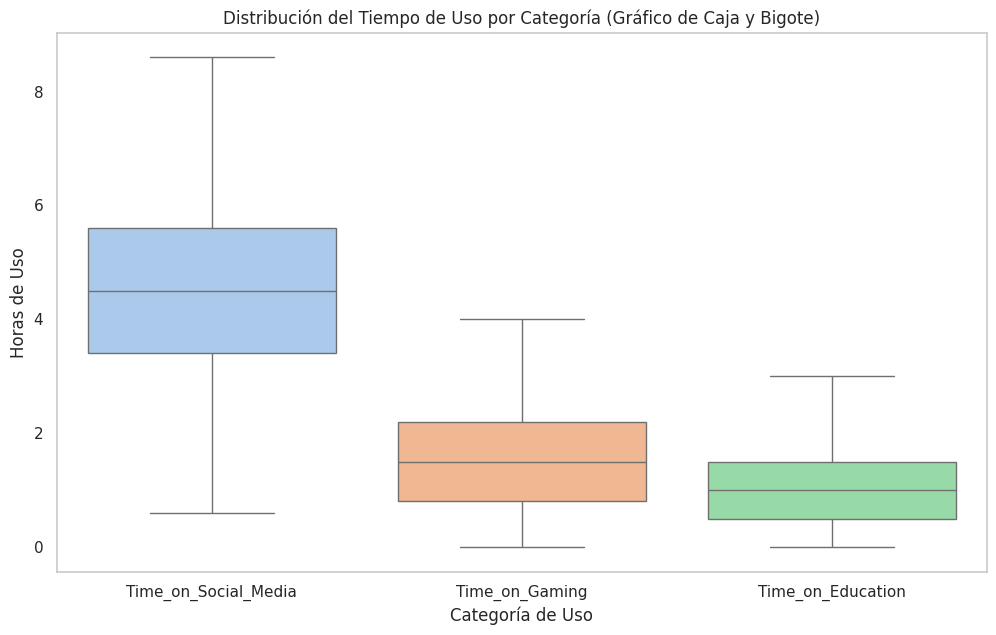 Distribución del Tiempo de Uso por Categoría (Gráfico de Caja y Bigote)
Horas de Uso
8
6
4
2
0
Time_on_Social_Media
Time_on_Gaming
Time_on_Education
Categoría de Uso